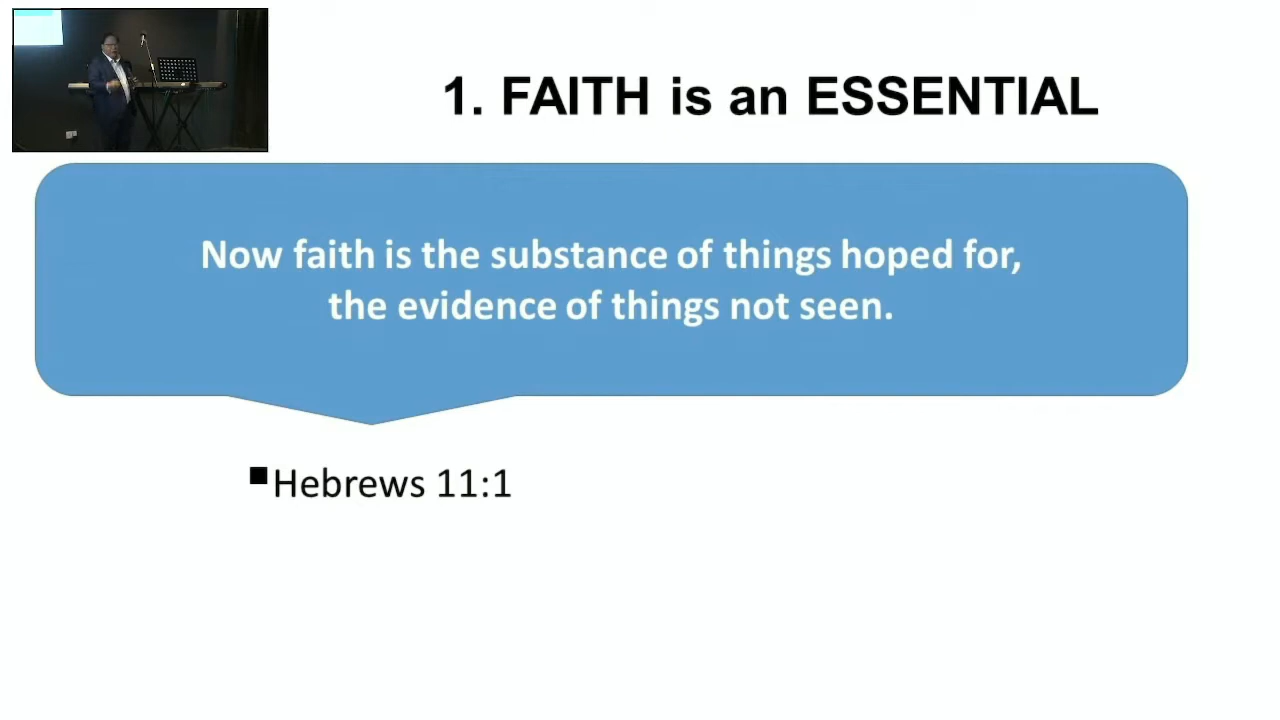 1. FAITH is an ESSENTIAL
Now faith is the substance of things hoped for,
the evidence of things not seen.
Hebrews 11:1